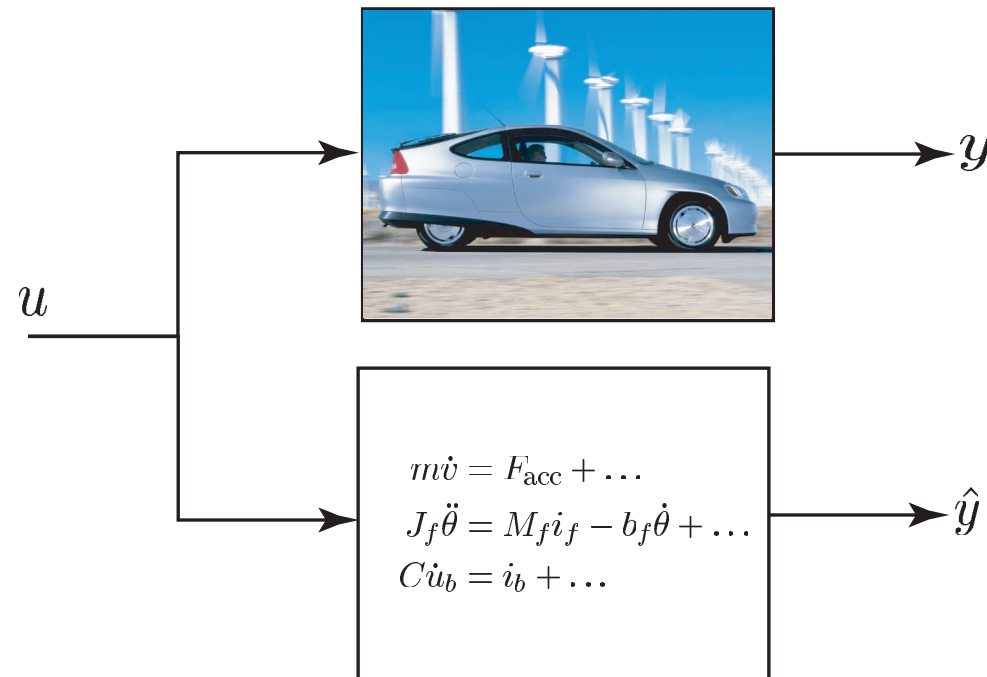 u
y
mv̇ = F_acc + …
J_f θ̈ = M_f i_f − b_f θ̇ + …
C u̇_b = i_b + …
ŷ